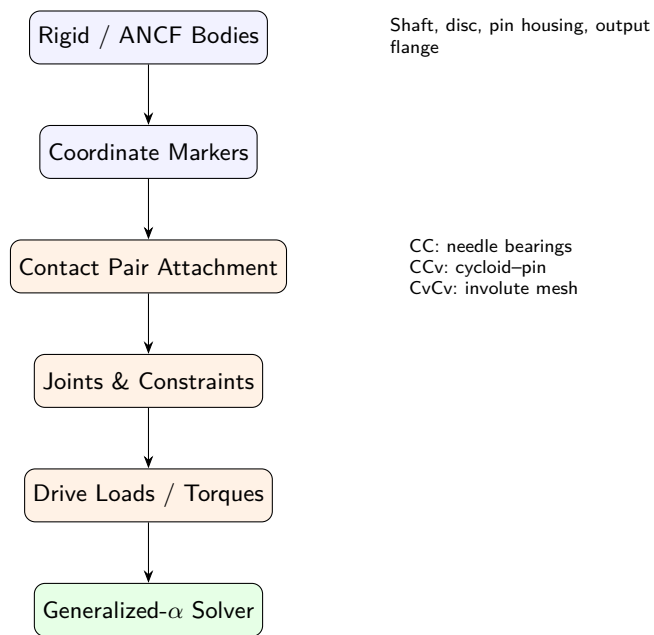 Rigid / ANCF Bodies
Shaft, disc, pin housing, output
flange
Coordinate Markers
Contact Pair Attachment
CC: needle bearings
CCv: cycloid–pin
CvCv: involute mesh
Joints & Constraints
Drive Loads / Torques
Generalized-α Solver